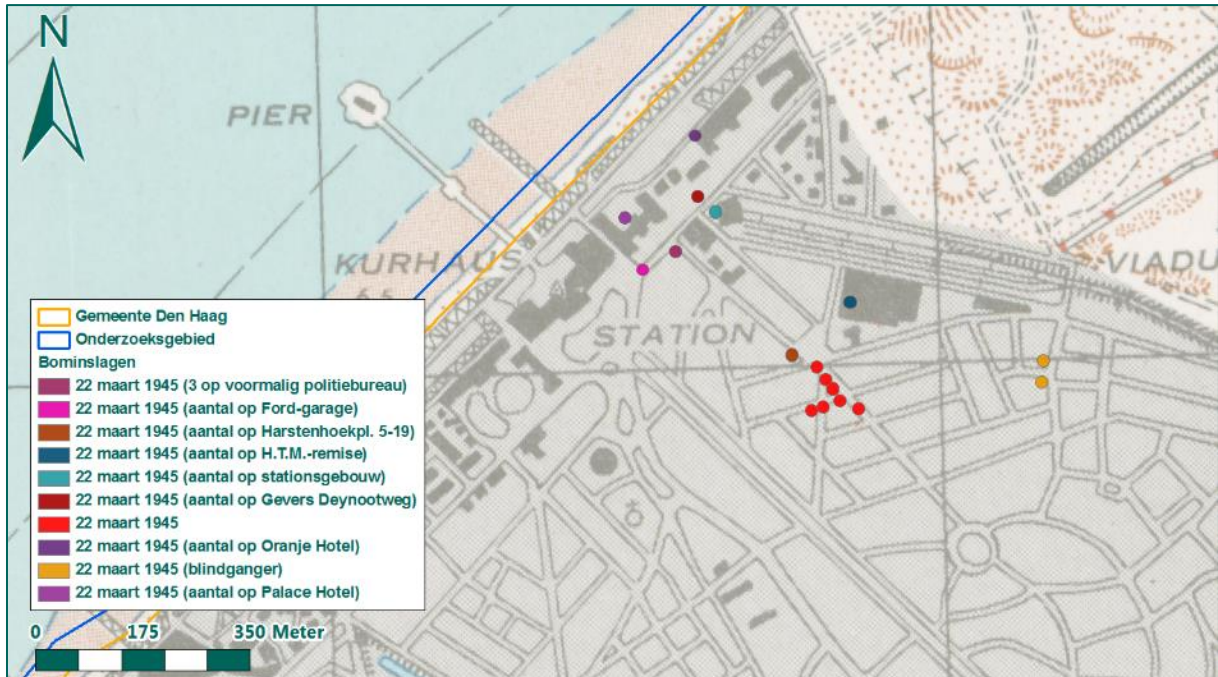 N
PIER
KURHAUS
STATION
VIADU
Gemeente Den Haag
Onderzoeksgebied
Bominslagen
22 maart 1945 (3 op voormalig politiebureau)
22 maart 1945 (aantal op Ford-garage)
22 maart 1945 (aantal op Harstenhoekpl. 5-19)
22 maart 1945 (aantal op H.T.M.-remise)
22 maart 1945 (aantal op stationsgebouw)
22 maart 1945 (aantal op Gevers Deynootweg)
22 maart 1945
22 maart 1945 (aantal op Oranje Hotel)
22 maart 1945 (blindganger)
22 maart 1945 (aantal op Palace Hotel)
0 175 350 Meter